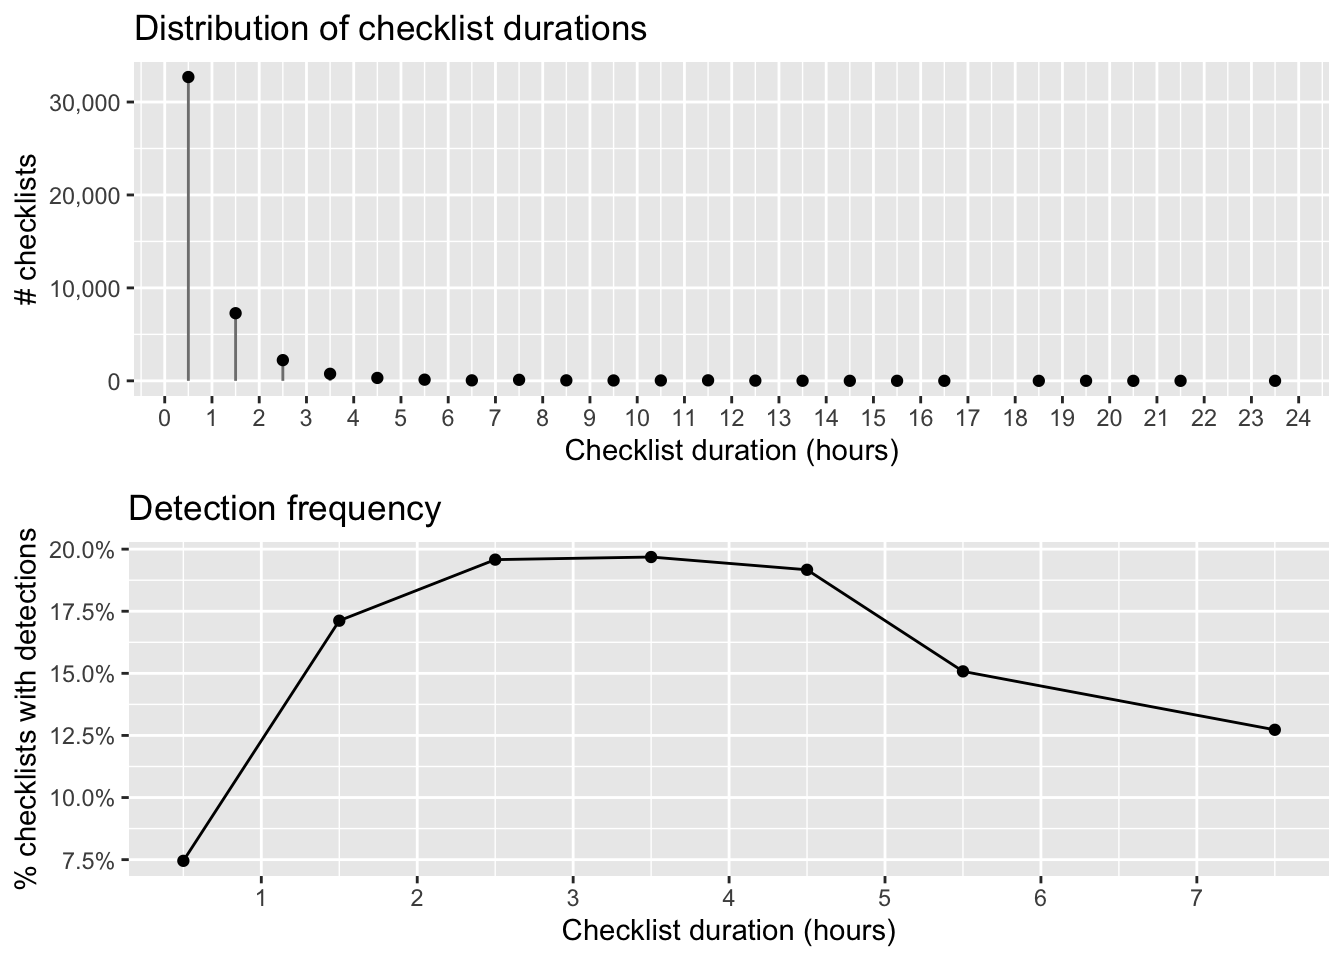 Distribution of checklist durations
# checklists
30,000
20,000
10,000
0
0 1 2 3 4 5 6 7 8 9 10 11 12 13 14 15 16 17 18 19 20 21 22 23 24
Checklist duration (hours)
Detection frequency
% checklists with detections
20.0%
17.5%
15.0%
12.5%
10.0%
7.5%
1 2 3 4 5 6 7
Checklist duration (hours)